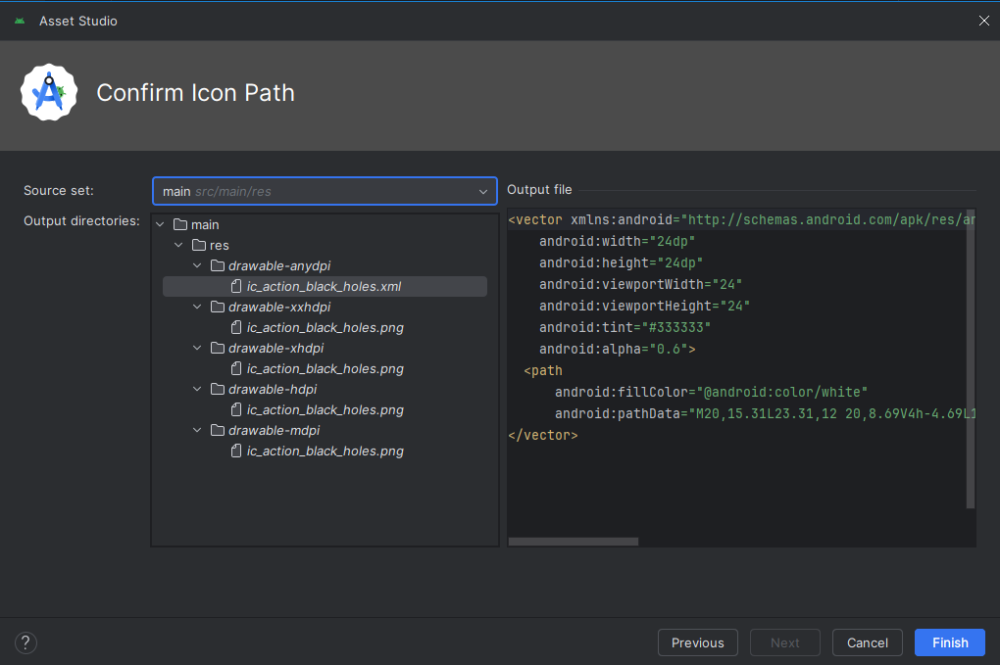 Asset Studio
Confirm Icon Path
Source set:
main src/main/res
Output directories:
main
res
drawable-anydpi
ic_action_black_holes.xml
drawable-xxhdpi
ic_action_black_holes.png
drawable-xhdpi
ic_action_black_holes.png
drawable-hdpi
ic_action_black_holes.png
drawable-mdpi
ic_action_black_holes.png
Output file
<vector xmlns:android="http://schemas.android.com/apk/res/an
android:width="24dp"
android:height="24dp"
android:viewportWidth="24"
android:viewportHeight="24"
android:tint="#333333"
android:alpha="0.6">
<path
android:fillColor="@android:color/white"
android:pathData="M20,15.31L23.31,12 20,8.69V4h-4.69L1
</vector>
?
Previous
Next
Cancel
Finish